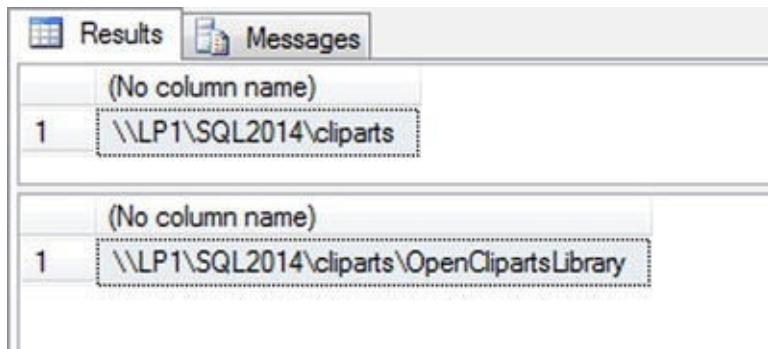 Results Messages
(No column name)
1 \\LP1\SQL2014\cliparts
(No column name)
1 \\LP1\SQL2014\cliparts\OpenClipartsLibrary